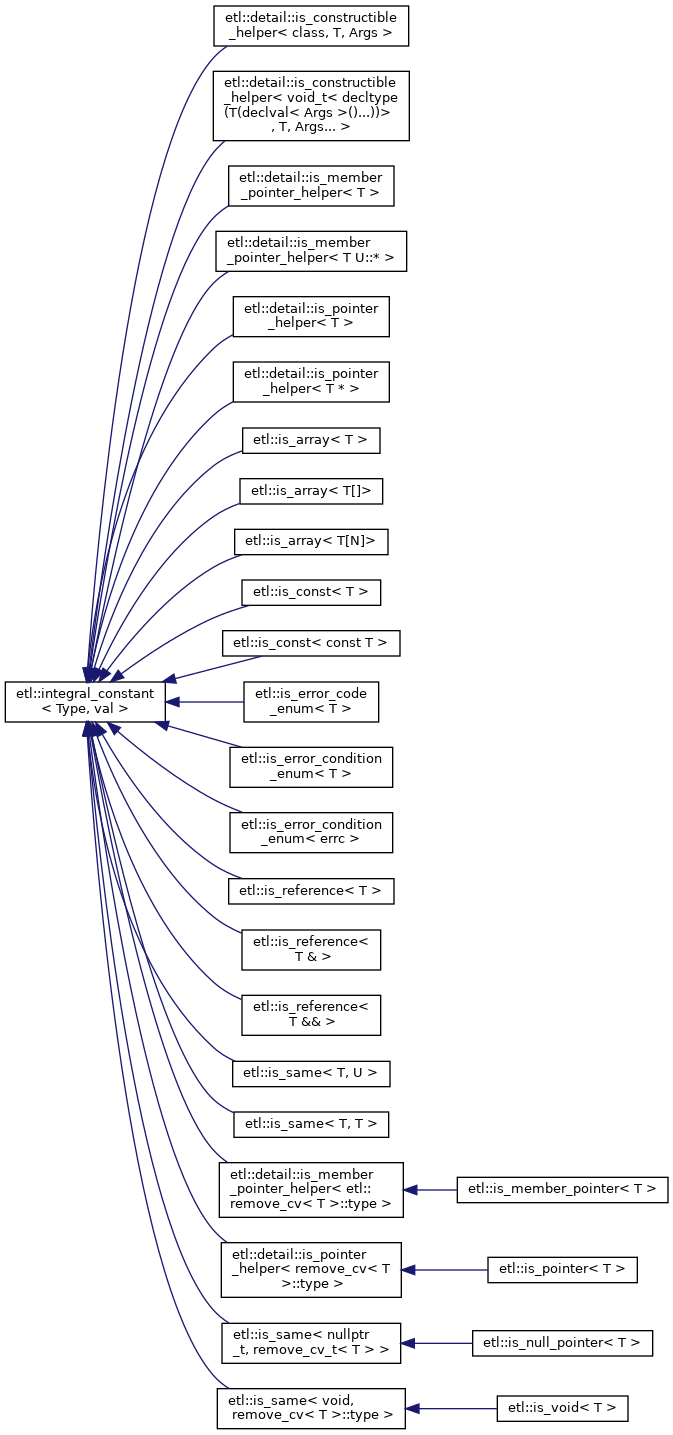 etl::detail::is_constructible
_helper< class, T, Args >
etl::detail::is_constructible
_helper< void_t< decltype
(T(declval< Args >()...))>
, T, Args... >
etl::detail::is_member
_pointer_helper< T >
etl::detail::is_member
_pointer_helper< T U::* >
etl::detail::is_pointer
_helper< T >
etl::detail::is_pointer
_helper< T * >
etl::is_array< T >
etl::is_array< T[]>
etl::is_array< T[N]>
etl::is_const< T >
etl::is_const< const T >
etl::integral_constant
< Type, val >
etl::is_error_code
_enum< T >
etl::is_error_condition
_enum< T >
etl::is_error_condition
_enum< errc >
etl::is_reference< T >
etl::is_reference<
T & >
etl::is_reference<
T && >
etl::is_same< T, U >
etl::is_same< T, T >
etl::detail::is_member
_pointer_helper< etl::
remove_cv< T >::type >
etl::is_member_pointer< T >
etl::detail::is_pointer
_helper< remove_cv< T
>::type >
etl::is_pointer< T >
etl::is_same< nullptr
_t, remove_cv_t< T > >
etl::is_null_pointer< T >
etl::is_same< void,
remove_cv< T >::type >
etl::is_void< T >